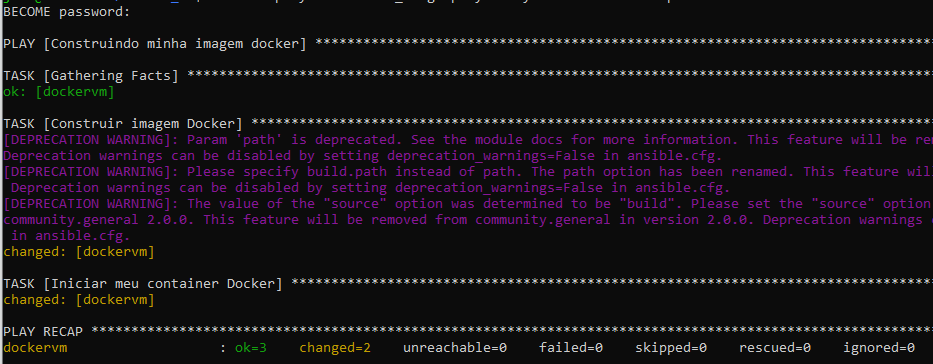 BECOME password:
PLAY [Construindo minha imagem docker] ******************************************************************************
TASK [Gathering Facts] **********************************************************************************************
ok: [dockervm]
TASK [Construir imagem Docker] **************************************************************************************
[DEPRECATION WARNING]: Param 'path' is deprecated. See the module docs for more information. This feature will be re
Deprecation warnings can be disabled by setting deprecation_warnings=False in ansible.cfg.
[DEPRECATION WARNING]: Please specify build.path instead of path. The path option has been renamed. This feature wil
Deprecation warnings can be disabled by setting deprecation_warnings=False in ansible.cfg.
[DEPRECATION WARNING]: The value of the "source" option was determined to be "build". Please set the "source" option
community.general 2.0.0. This feature will be removed from community.general in version 2.0.0. Deprecation warnings
in ansible.cfg.
changed: [dockervm]
TASK [Iniciar meu container Docker] *********************************************************************************
changed: [dockervm]
PLAY RECAP **********************************************************************************************************
dockervm : ok=3 changed=2 unreachable=0 failed=0 skipped=0 rescued=0 ignored=0